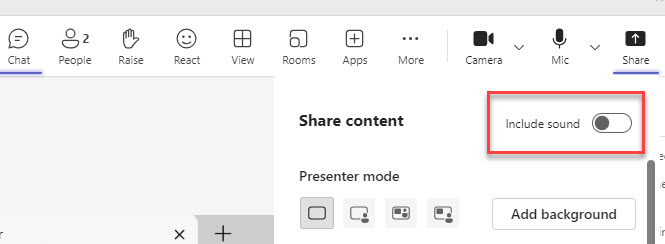 2
Chat People Raise React View Rooms Apps More Camera Mic Share
Share content
Include sound
Presenter mode
Add background